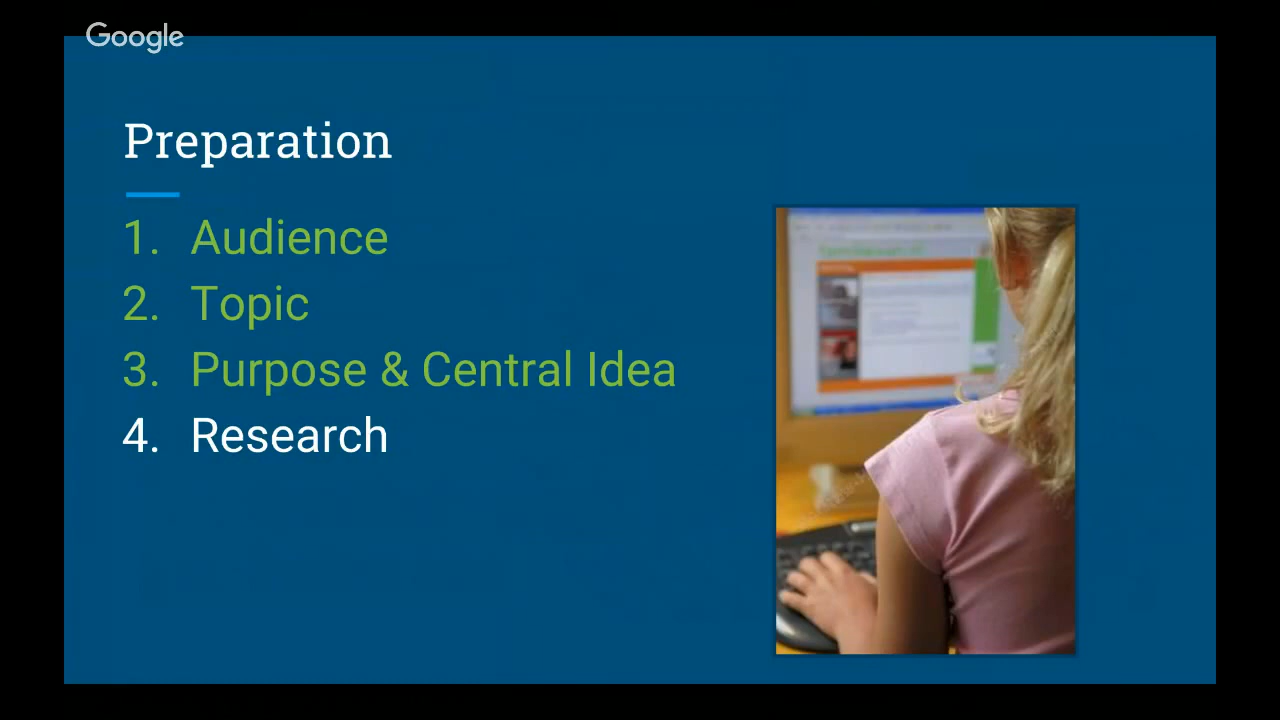 Google
Preparation
1. Audience
2. Topic
3. Purpose & Central Idea
4. Research